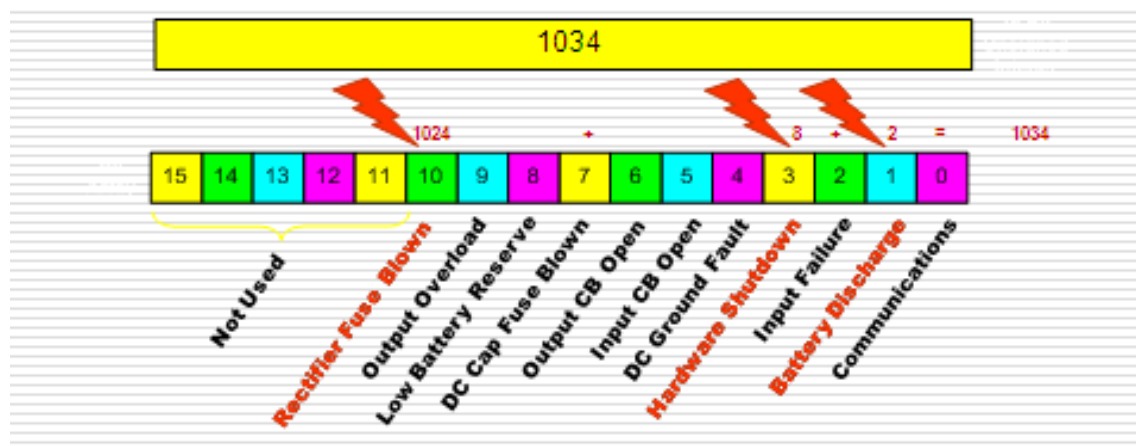 1034
1024 + 8 + 2 = 1034
15 14 13 12 11 10 9 8 7 6 5 4 3 2 1 0
Not Used
Rectifier Fuse Blown
Output Overload
Low Battery Reserve
DC Cap Fuse Blown
Output CB Open
Input CB Open
DC Ground Fault
Hardware Shutdown
Input Failure
Battery Discharge
Communications